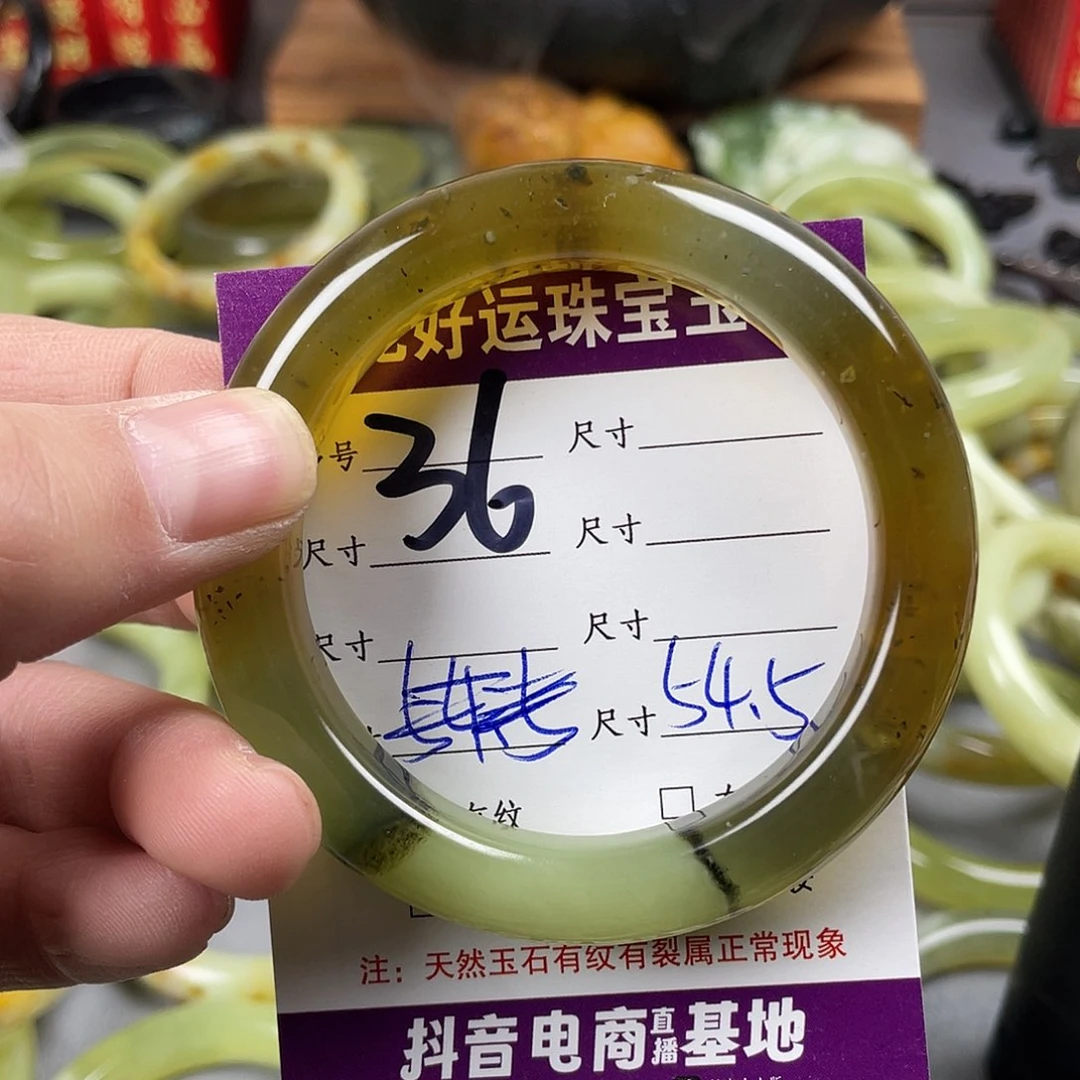 好运珠宝玉
号 36 尺寸
尺寸 尺寸
尺寸 尺寸
尺寸 54.5
纹
注：天然玉石有纹有裂属正常现象
抖音电商直播基地